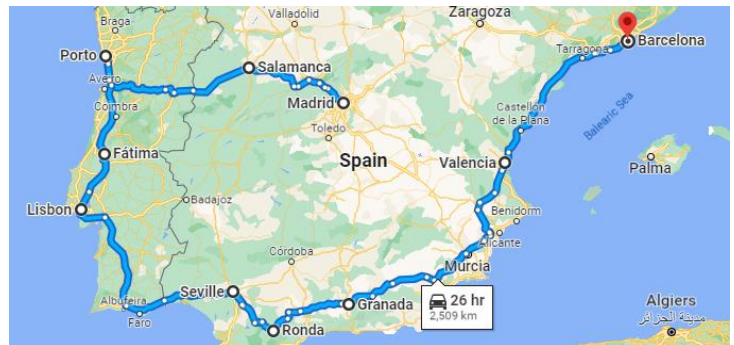 Braga
Valladolid
Zaragoza
Barcelona
Porto
Tarragona
Salamanca
Aveiro
Madrid
Coimbra
Castellón
de la Plana
Balearic Sea
Toledo
Fátima
Spain
Valencia
Palma
Lisbon
Badajoz
Benidorm
Alicante
Córdoba
Murcia
Seville
Albufeira
Granada
26 hr
2,509 km
Algiers
مدينة الجزائر
Faro
Ronda